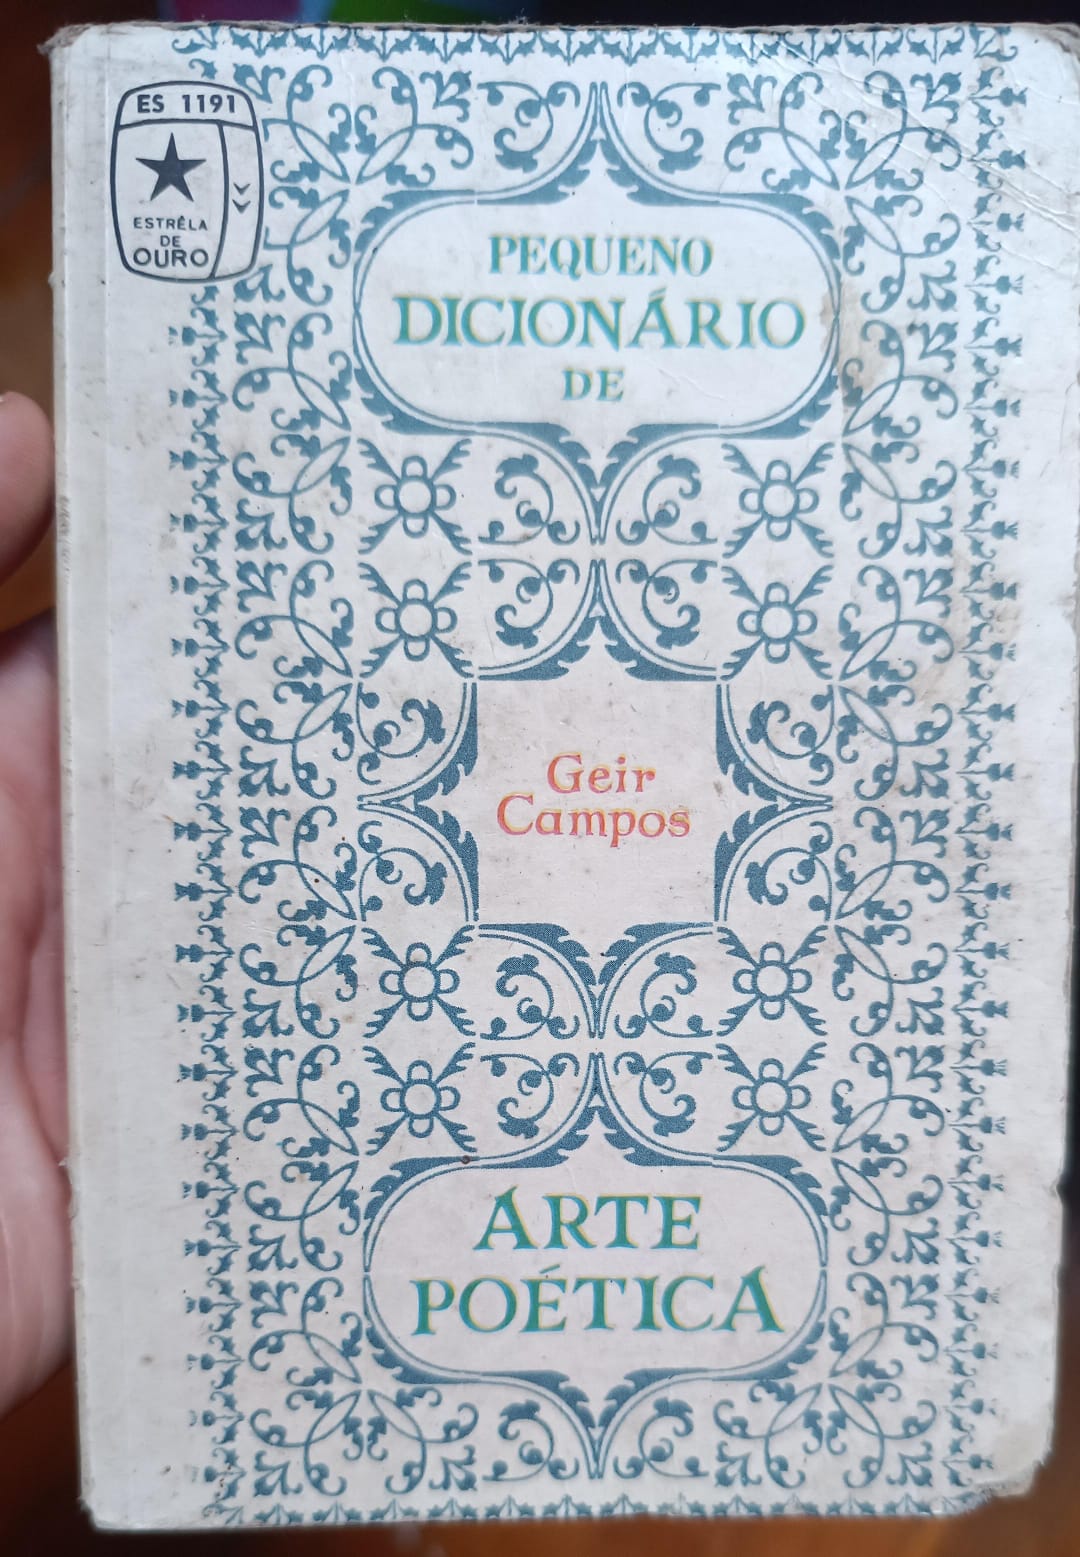 ES 1191
ESTRÊLA
DE
OURO
PEQUENO
DICIONÁRIO
DE
Geir
Campos
ARTE
POÉTICA